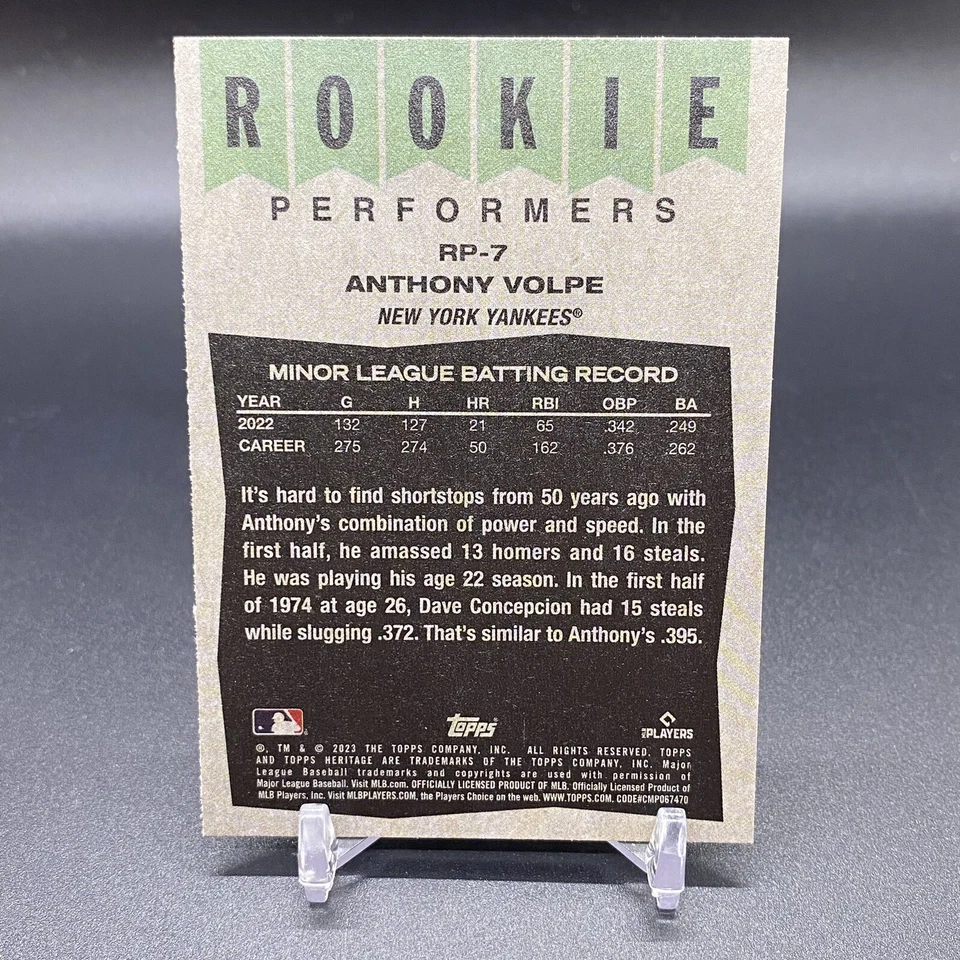 ROOKIE
PERFORMERS
RP-7
ANTHONY VOLPE
NEW YORK YANKEES®
MINOR LEAGUE BATTING RECORD
YEAR G H HR RBI OBP BA
2022 132 127 21 65 .342 .249
CAREER 275 274 50 162 .376 .262
It's hard to find shortstops from 50 years ago with
Anthony's combination of power and speed. In the
first half, he amassed 13 homers and 16 steals.
He was playing his age 22 season. In the first half
of 1974 at age 26, Dave Concepcion had 15 steals
while slugging .372. That's similar to Anthony's .395.
topps
MLB PLAYERS
®, TM & © 2023 THE TOPPS COMPANY, INC. ALL RIGHTS RESERVED. TOPPS
AND TOPPS HERITAGE ARE TRADEMARKS OF THE TOPPS COMPANY, INC. Major
League Baseball trademarks and copyrights are used with permission of
Major League Baseball. Visit MLB.com. OFFICIALLY LICENSED PRODUCT OF MLB. Officially Licensed Product of
MLB Players, Inc. Visit MLBPLAYERS.COM, the Players Choice on the web. WWW.TOPPS.COM. CODE#CMP067470